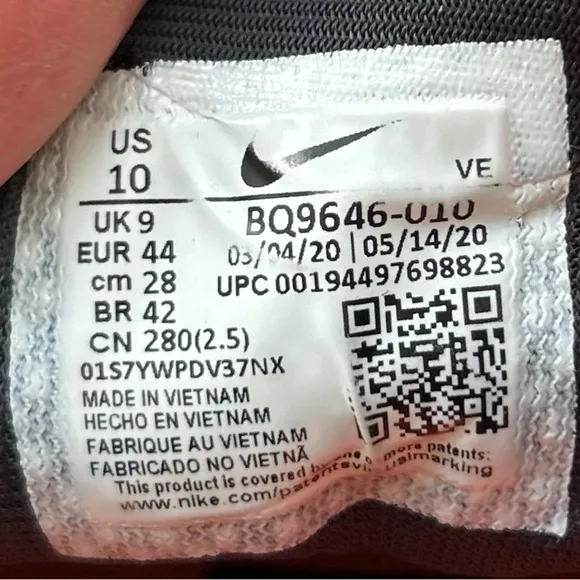 US
10
VE
UK 9
BQ9646-010
EUR 44
03/04/20 | 05/14/20
cm 28
UPC 00194497698823
BR 42
CN 280(2.5)
01S7YWPDV37NX
MADE IN VIETNAM
HECHO EN VIETNAM
FABRIQUE AU VIETNAM
FABRICADO NO VIETNÃ
This product is covered more patents:
www.nike.com/patents